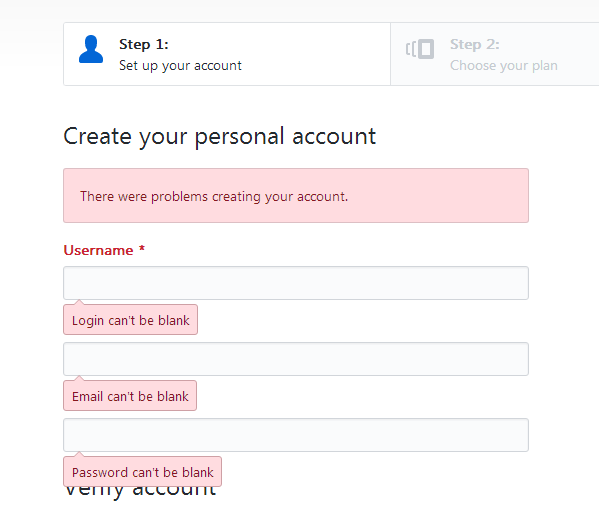 Step 1:
Set up your account
Step 2:
Choose your plan
Create your personal account
There were problems creating your account.
Username *
Login can't be blank
Email can't be blank
Password can't be blank
Verify account